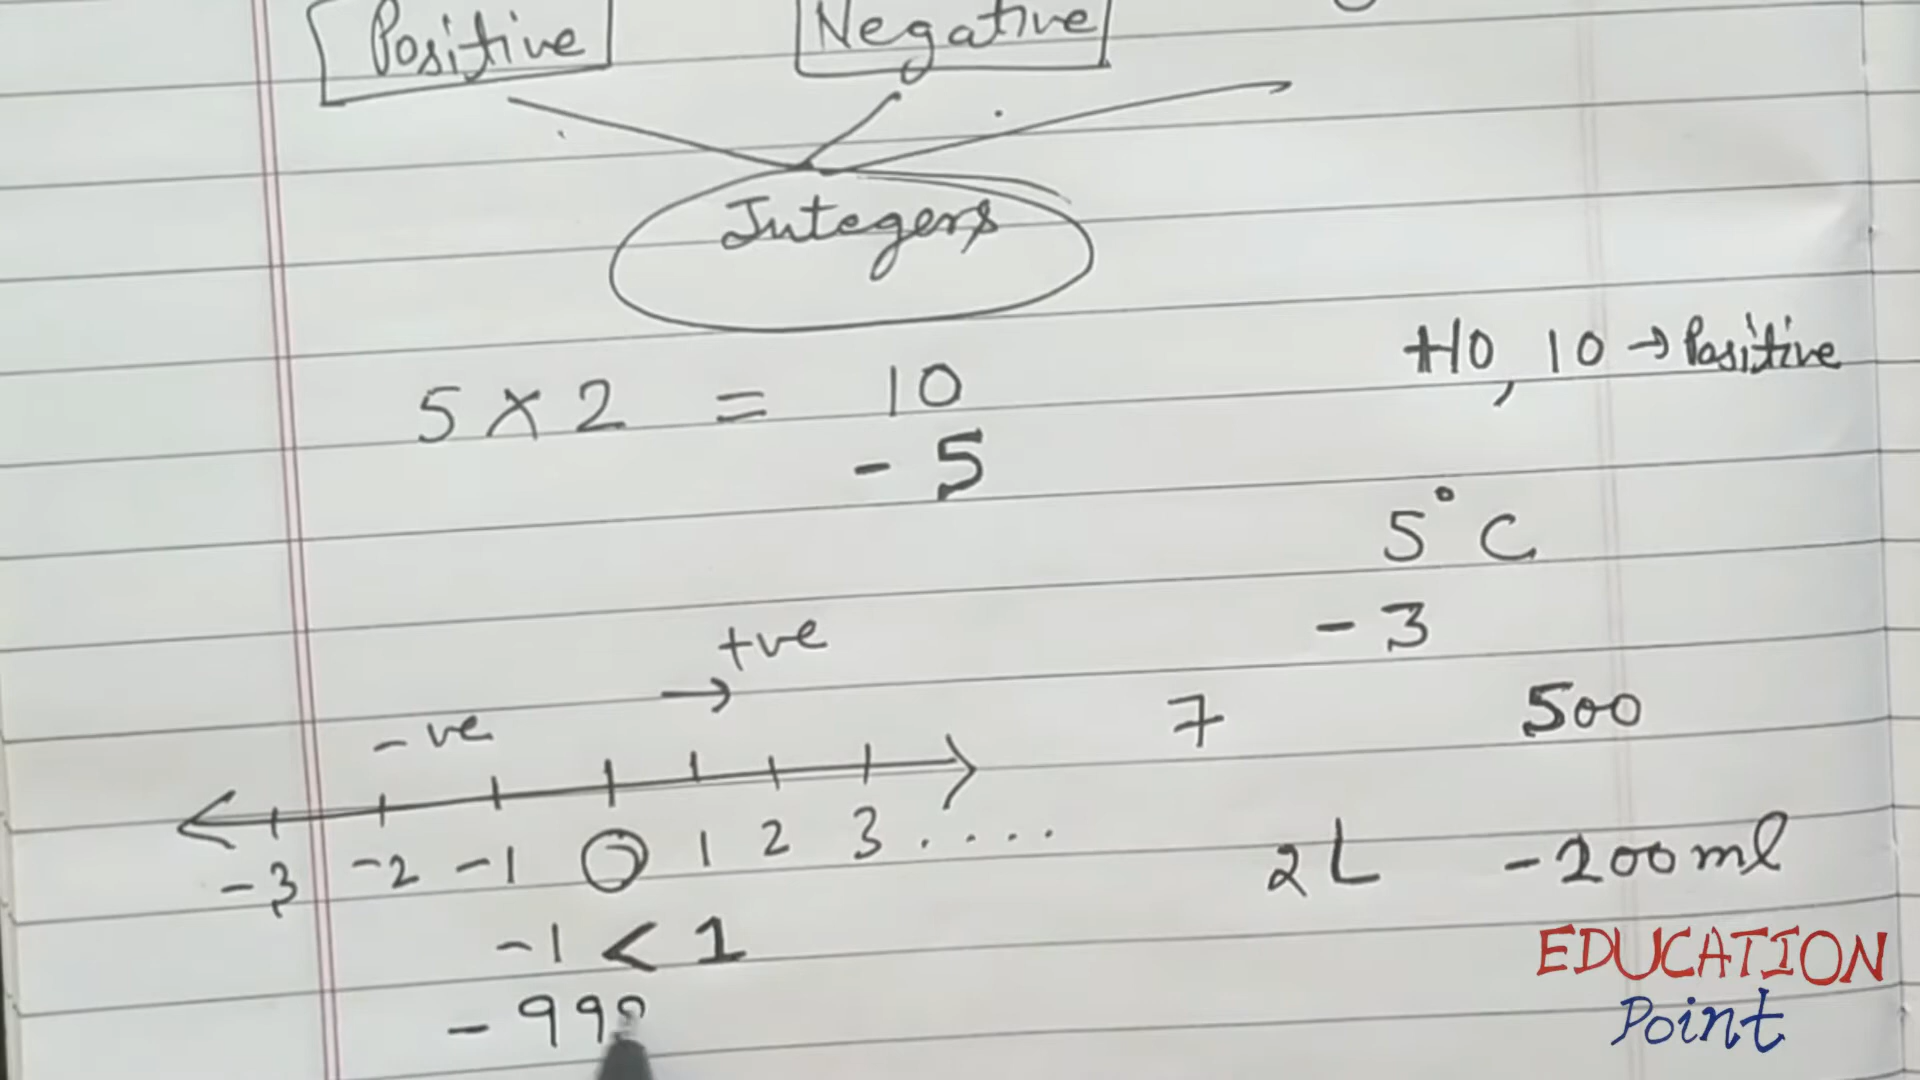 Positive Negative
Integers
+10, 10 → Positive
5 × 2 = 10
- 5
5°C
- 3
+ve
→
- ve
7 500
-3 -2 -1 0 1 2 3 . . . .
2L -200ml
-1 < 1
EDUCATION
Point
- 99